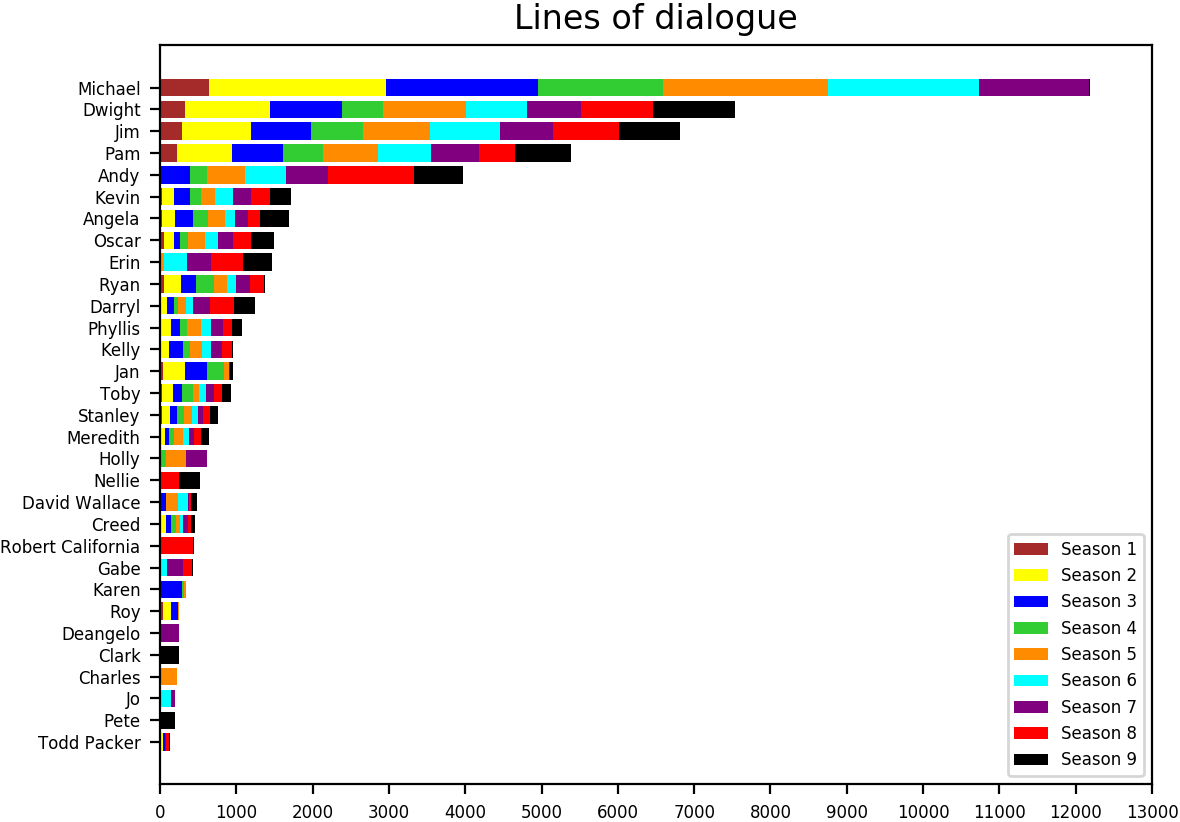 Lines of dialogue
Michael
Dwight
Jim
Pam
Andy
Kevin
Angela
Oscar
Erin
Ryan
Darryl
Phyllis
Kelly
Jan
Toby
Stanley
Meredith
Holly
Nellie
David Wallace
Creed
Robert California
Gabe
Karen
Roy
Deangelo
Clark
Charles
Jo
Pete
Todd Packer
Season 1
Season 2
Season 3
Season 4
Season 5
Season 6
Season 7
Season 8
Season 9
0 1000 2000 3000 4000 5000 6000 7000 8000 9000 10000 11000 12000 13000